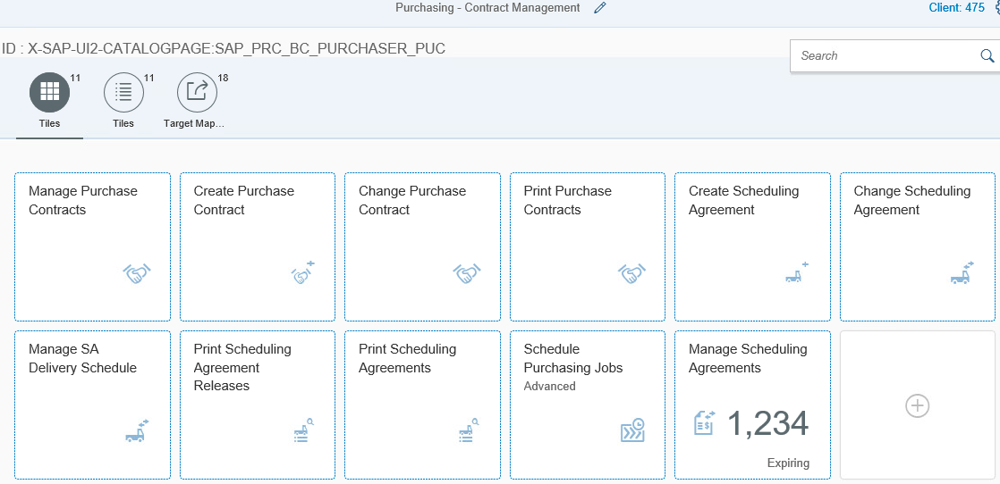 Purchasing - Contract Management
Client: 475
ID : X-SAP-UI2-CATALOGPAGE:SAP_PRC_BC_PURCHASER_PUC
Search
11
11
18
Tiles
Tiles
Target Map...
Manage Purchase
Contracts
Create Purchase
Contract
Change Purchase
Contract
Print Purchase
Contracts
Create Scheduling
Agreement
Change Scheduling
Agreement
Manage SA
Delivery Schedule
Print Scheduling
Agreement
Releases
Print Scheduling
Agreements
Schedule
Purchasing Jobs
Advanced
Manage Scheduling
Agreements
1,234
Expiring